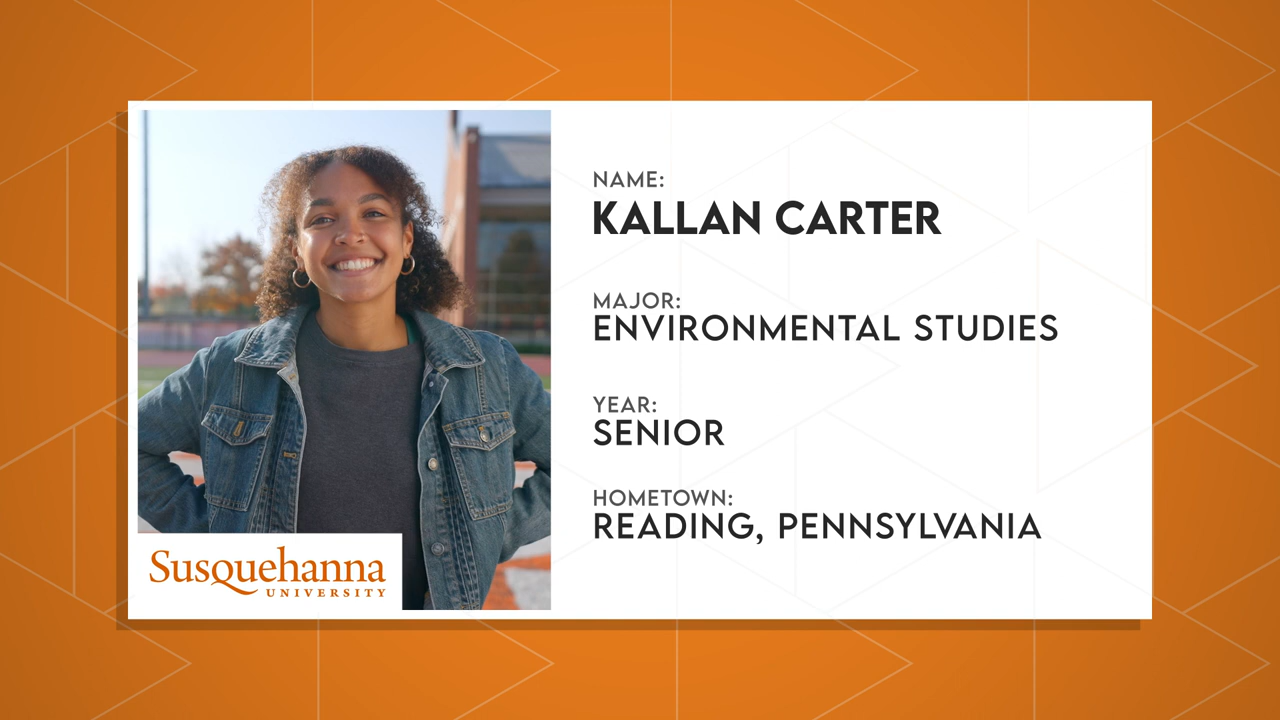 NAME:
KALLAN CARTER
MAJOR:
ENVIRONMENTAL STUDIES
YEAR:
SENIOR
HOMETOWN:
READING, PENNSYLVANIA
Susquehanna
UNIVERSITY